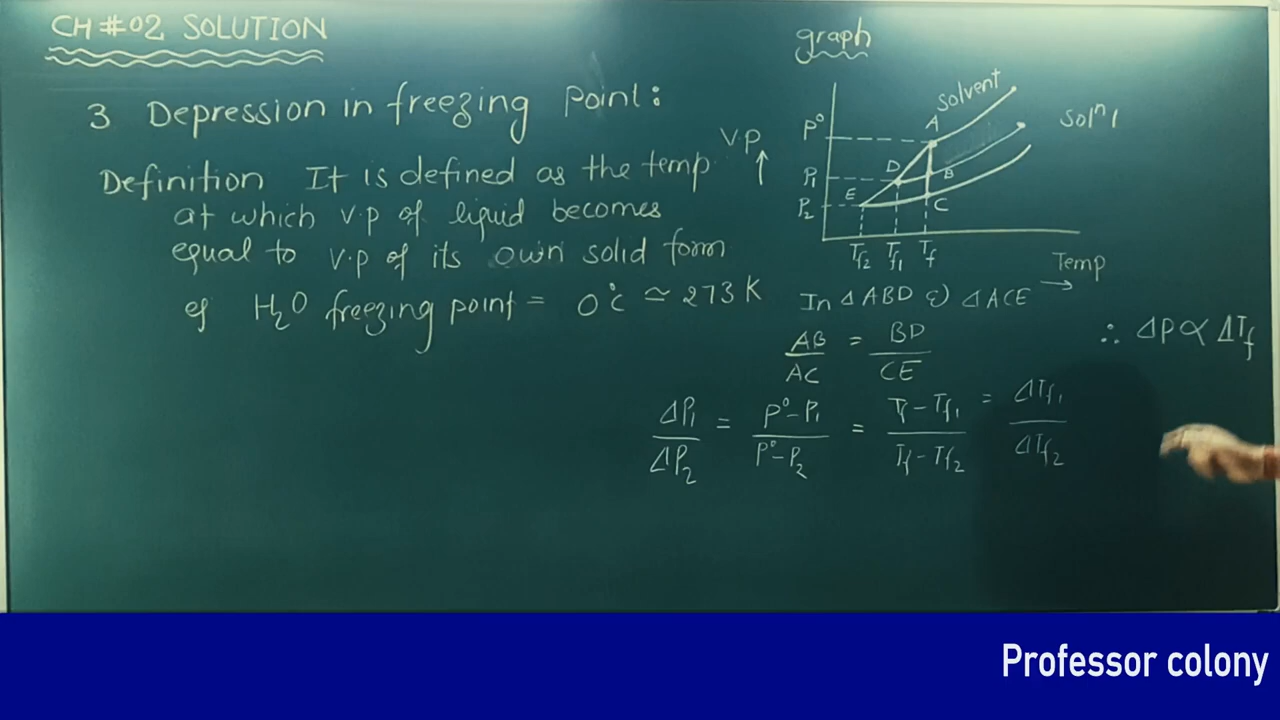 CH # 02 SOLUTION
3 Depression in freezing point:
Definition It is defined as the temp
at which v.p of liquid becomes
equal to v.p of its own solid form
eg H₂O freezing point = 0°C ≃ 273 K
graph
V.P ↑
P°
P₁
P₂
solvent
solⁿ 1
A
D
B
E
C
Tf₂ Tf₁ Tf
Temp →
In △ABD & △ACE
AB/AC = BD/CE
ΔP₁/ΔP₂ = P°-P₁/P°-P₂ = Tf-Tf₁/Tf-Tf₂ = ΔTf₁/ΔTf₂
∴ ΔP ∝ ΔTf
Professor colony